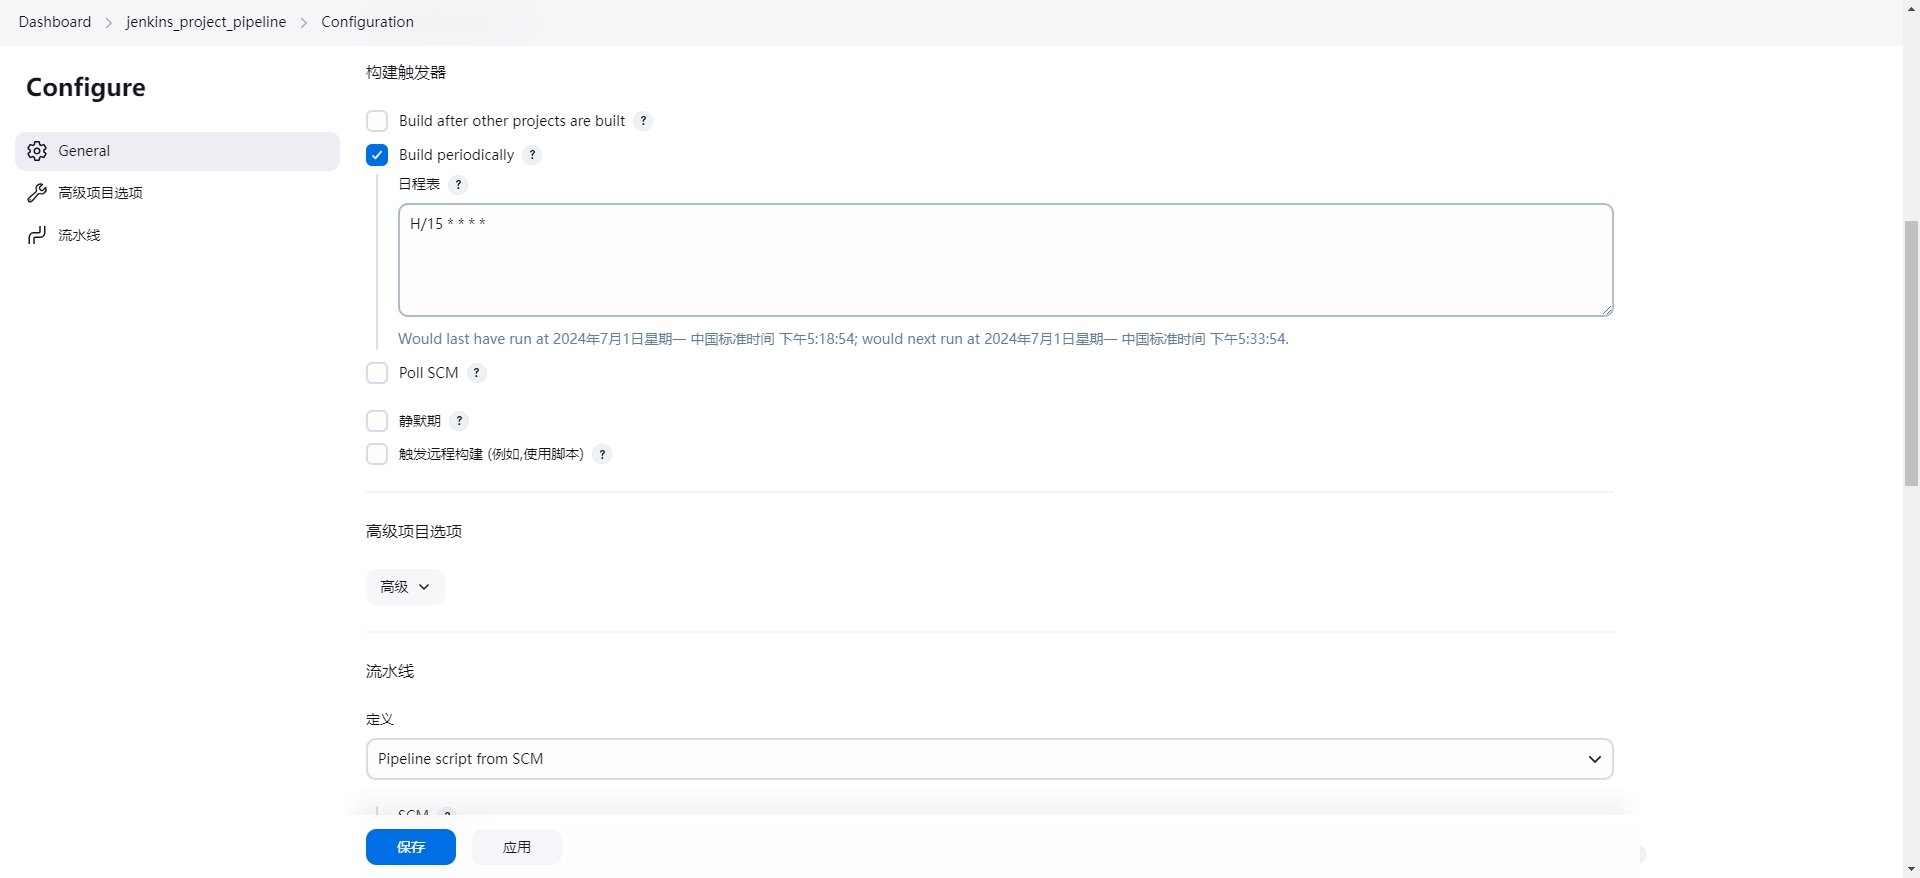 Dashboard > jenkins_project_pipeline > Configuration
Configure
General
高级项目选项
流水线
构建触发器
Build after other projects are built ?
Build periodically ?
日程表 ?
H/15 * * * *
Would last have run at 2024年7月1日星期一 中国标准时间 下午5:18:54; would next run at 2024年7月1日星期一 中国标准时间 下午5:33:54.
Poll SCM ?
静默期 ?
触发远程构建 (例如,使用脚本) ?
高级项目选项
高级
流水线
定义
Pipeline script from SCM
SCM ?
保存 应用